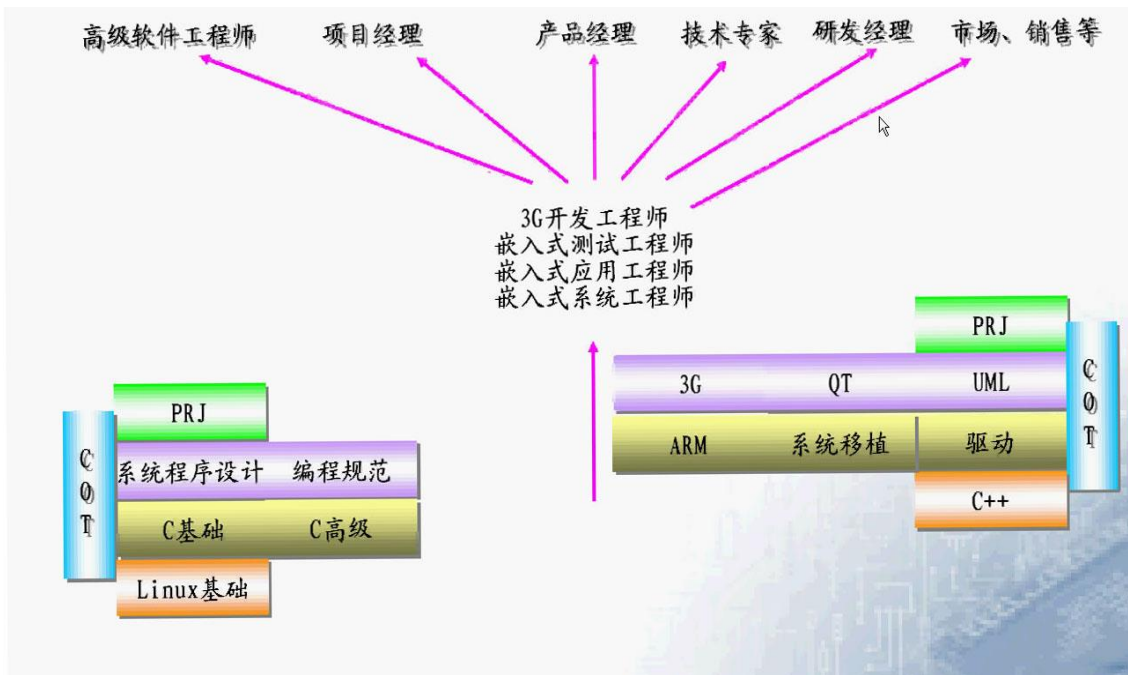 高级软件工程师 项目经理 产品经理 技术专家 研发经理 市场、销售等
3G开发工程师
嵌入式测试工程师
嵌入式应用工程师
嵌入式系统工程师
PRJ
系统程序设计 编程规范
C基础 C高级
Linux基础
COT
PRJ
3G QT UML
ARM 系统移植 驱动
C++
COT